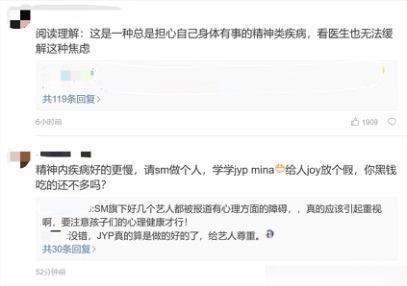 阅读理解：这是一种总是担心自己身体有事的精神类疾病，看医生也无法缓
解这种焦虑
共119条回复>
6小时前
1909
精神内疾病好的更慢，请sm做个人，学学jyp mina给人joy放个假，你黑钱
吃的还不多吗？
:SM旗下好几个艺人都被报道有心理方面的障碍，，真的应该引起重视
啊，要注意孩子们的心理健康才行！
:没错，JYP真的算是做的好的了，给艺人尊重。
共30条回复>
52分钟前